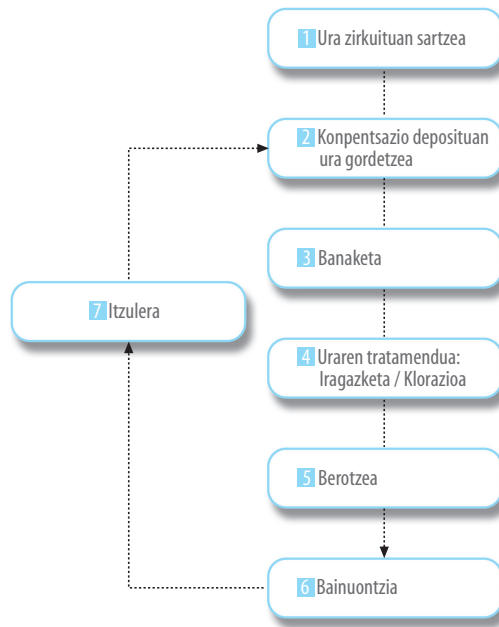 1 Ura zirkuituan sartzea
2 Konpentsazio deposituan
ura gordetzea
3 Banaketa
7 Itzulera
4 Uraren tratamendua:
Iragazketa / Klorazioa
5 Berotzea
6 Bainuontzia